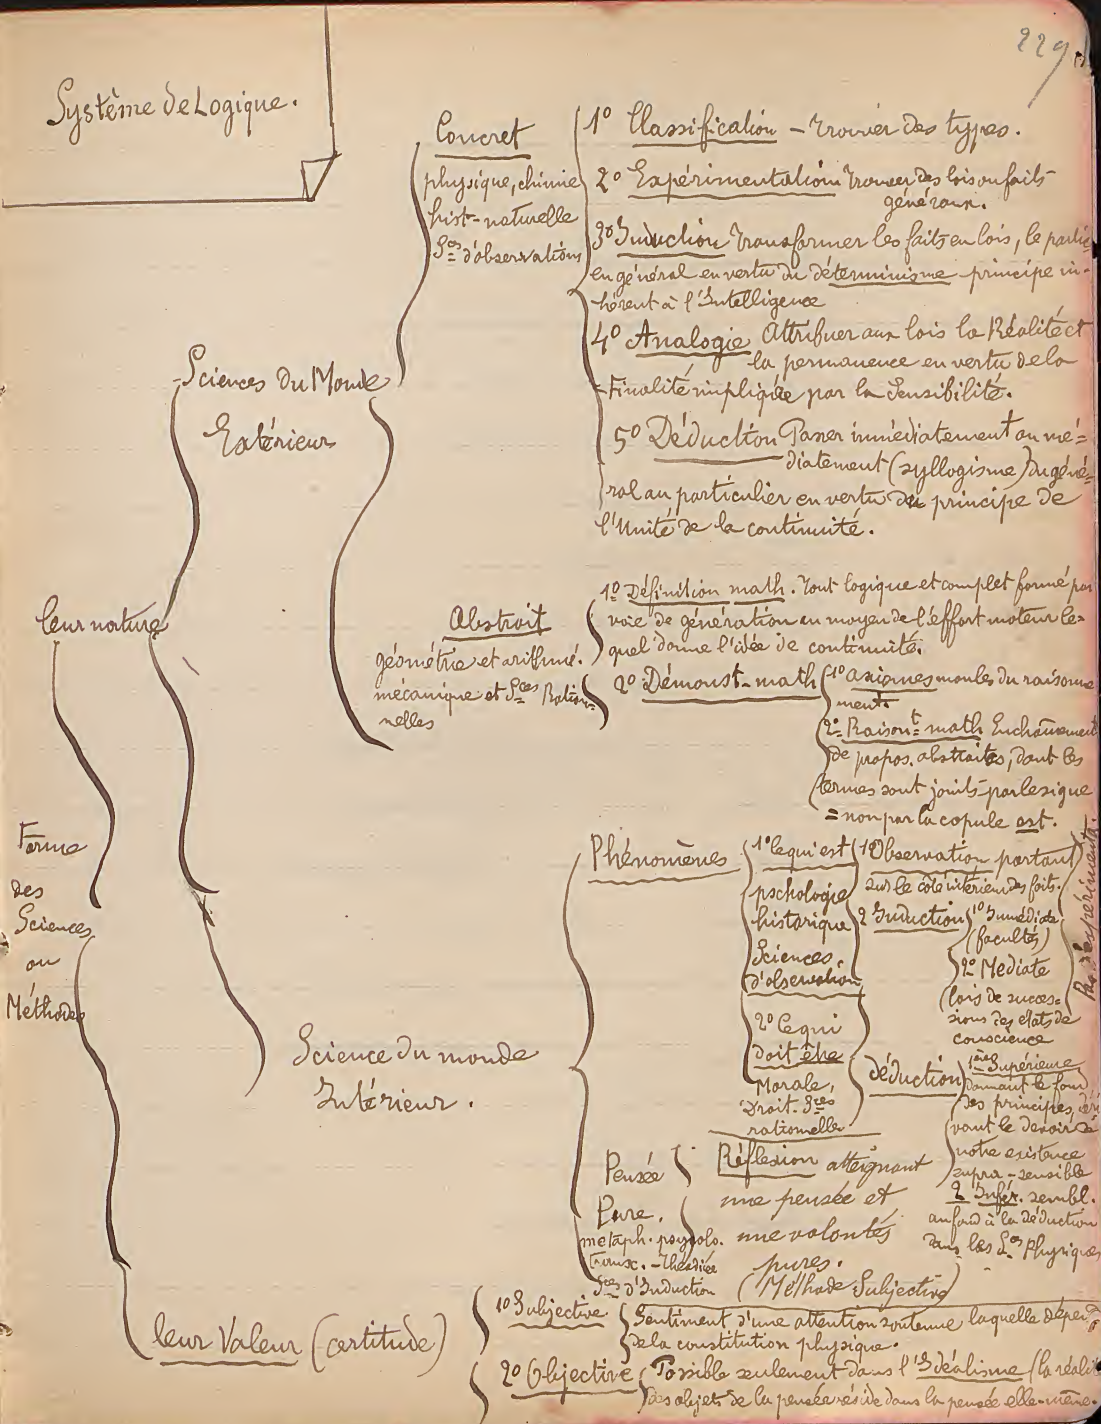 229
Système de Logique.
Forme
des
Sciences
ou
Méthodes
leur nature
Sciences du Monde
Extérieur
Concret
physique, chimie
hist-naturelle
Sces d'observations
1° Classification - Trouver des types.
2° Expérimentation Trouver des lois ou faits
généraux.
3° Induction Transformer les faits en lois, le partic
en général en vertu du déterminisme principe in-
hérent à l'Intelligence
4° Analogie Attribuer aux lois la Réalité et
la permanence en vertu de la
Finalité impliquée par la Sensibilité.
5° Déduction Passer immédiatement ou mé=
diatement (syllogisme) du géné=
ral au particulier en vertu du principe de
l'Unité de la continuité.
Abstrait
géométrie et arithmé.
mécanique et Sces Ration=
nelles
1° Définition math. Tout logique et complet formé par
voie de génération au moyen de l'effort moteur le=
quel donne l'idée de continuité.
2° Démonst-math
1° axiomes moules du raisonne
ment.
2° Raisont math Enchaînement
de propos. abstraites, dont les
termes sont joints par le signe
= non par la copule est.
Science du monde
Intérieur.
Phénomènes
1° Ce qui est
pschologie
historique
Sciences
d'observation
1° Observation portant
sur le côté intérieur des faits.
2 Induction
1° Immédiate
(facultés)
2° Médiate
lois de succes=
sions des états de
conscience
Pas d'expérimenta.
2° Ce qui
doit être
Morale,
Droit. Sces
rationnelle
déduction
1ère Supérieure
donnant le fond
des principes, déri
vant le devoir de
notre existence
supra-sensible
2 Infér. sembl.
au fond à la déduction
dans les Sces Physiques
Pensée
Pure.
métaph. psycolo.
Théodicée
Sces d'Induction
Réflexion atteignant
une pensée et
une volontés
pures.
(Méthode Subjective)
leur Valeur (certitude)
1° Subjective
Sentiment d'une attention soutenue laquelle dépend
de la constitution physique.
2° Objective
Possible seulement dans l'Idéalisme (la réalité
des objets de la pensée réside dans la pensée elle-même.